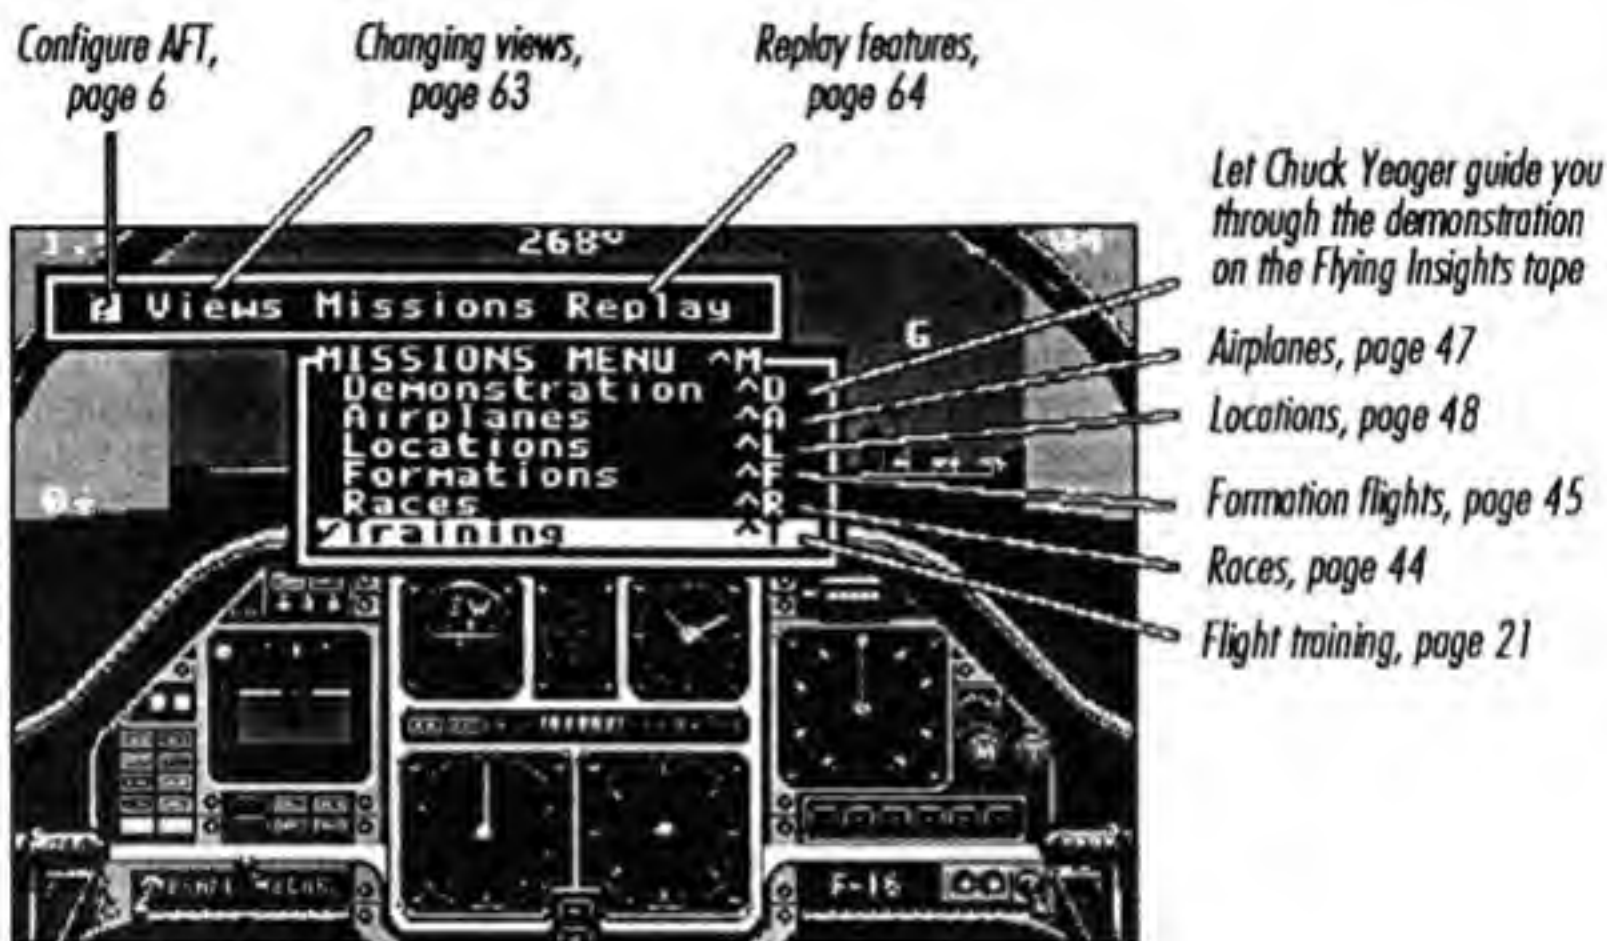 Configure AFT,
page 6
Changing views,
page 63
Replay features,
page 64
Let Chuck Yeager guide you
through the demonstration
on the Flying Insights tape
Airplanes, page 47
Locations, page 48
Formation flights, page 45
Races, page 44
Flight training, page 21
268°
Views Missions Replay
G
MISSIONS MENU ^M
Demonstration ^D
Airplanes ^A
Locations ^L
Formations ^F
Races ^R
✓Training ^T
F-16